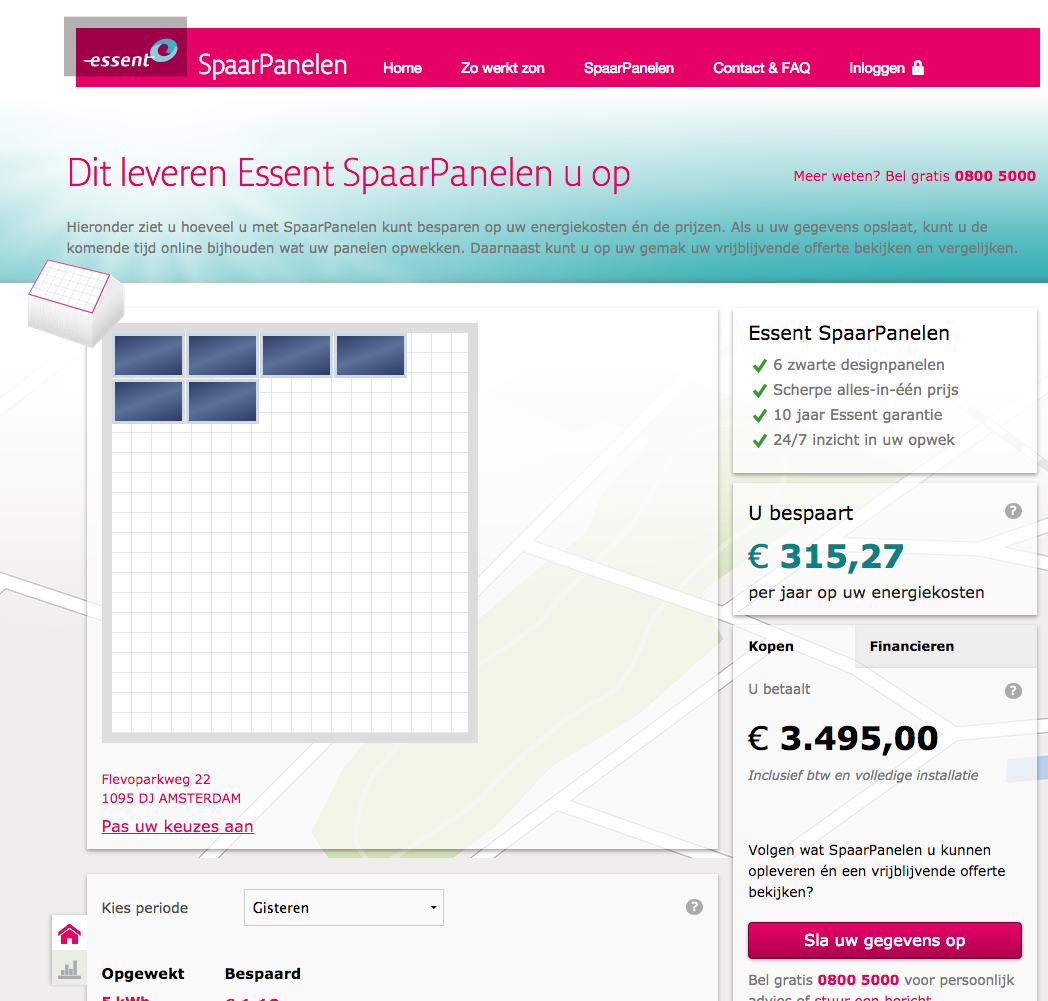 essent
SpaarPanelen
Home
Zo werkt zon
SpaarPanelen
Contact & FAQ
Inloggen
Dit leveren Essent SpaarPanelen u op
Meer weten? Bel gratis 0800 5000
Hieronder ziet u hoeveel u met SpaarPanelen kunt besparen op uw energiekosten én de prijzen. Als u uw gegevens opslaat, kunt u de
komende tijd online bijhouden wat uw panelen opwekken. Daarnaast kunt u op uw gemak uw vrijblijvende offerte bekijken en vergelijken.
Flevoparkweg 22
1095 DJ AMSTERDAM
Pas uw keuzes aan
Kies periode
Gisteren
?
Opgewekt
Bespaard
5 kWh
Essent SpaarPanelen
6 zwarte designpanelen
Scherpe alles-in-één prijs
10 jaar Essent garantie
24/7 inzicht in uw opwek
U bespaart
?
€ 315,27
per jaar op uw energiekosten
Kopen
Financieren
U betaalt
?
€ 3.495,00
Inclusief btw en volledige installatie
Volgen wat SpaarPanelen u kunnen
opleveren én een vrijblijvende offerte
bekijken?
Sla uw gegevens op
Bel gratis 0800 5000 voor persoonlijk
advies of stuur een bericht